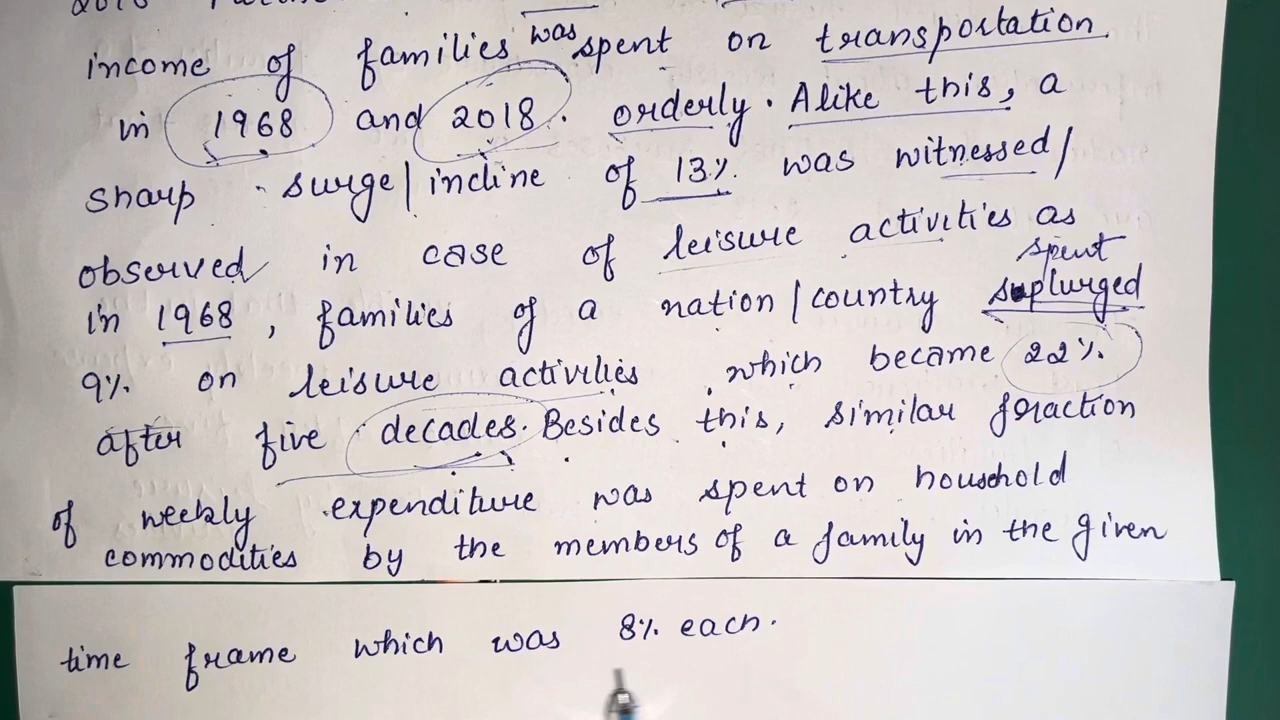 2018
income of families was spent on transportation
in 1968 and 2018. orderly. Alike this, a
sharp surge/incline of 13% was witnessed/
observed in case of leisure activities as
spent
in 1968, families of a nation/country splurged
9% on leisure activities which became 22%
after five decades. Besides this, similar fraction
of weekly expenditure was spent on household
commodities by the members of a family in the given
time frame which was 8% each.